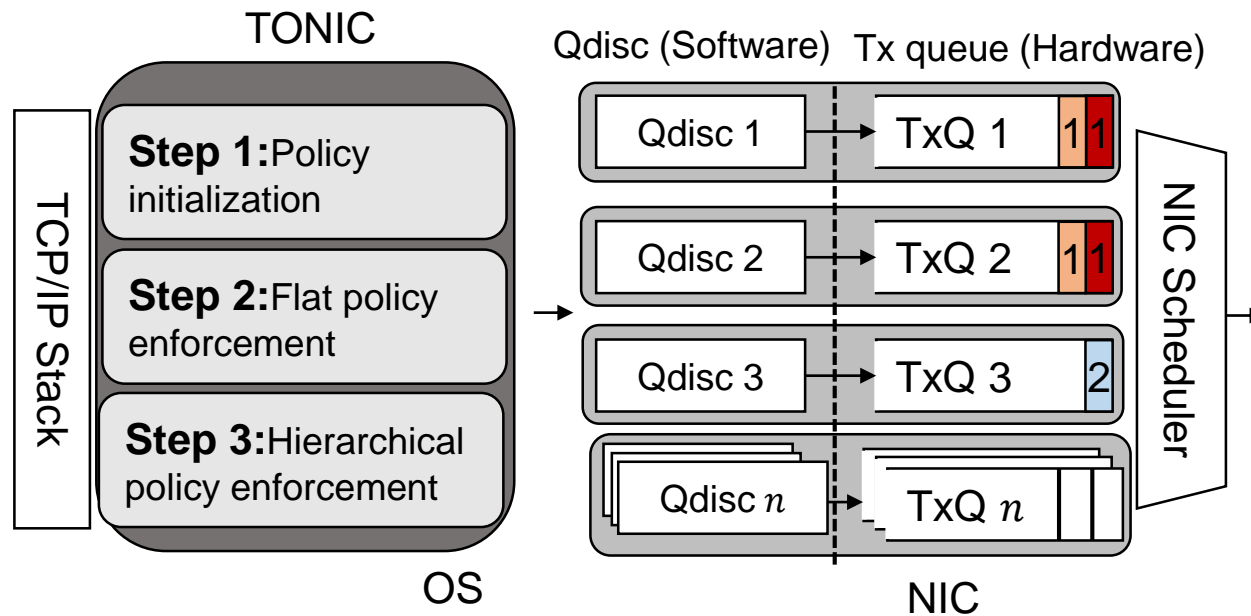 TONIC
TCP/IP Stack
Step 1:Policy
initialization
Step 2:Flat policy
enforcement
Step 3:Hierarchical
policy enforcement
OS
Qdisc (Software)
Tx queue (Hardware)
Qdisc 1
TxQ 1
1 1
Qdisc 2
TxQ 2
1 1
Qdisc 3
TxQ 3
2
Qdisc n
TxQ n
NIC
NIC Scheduler